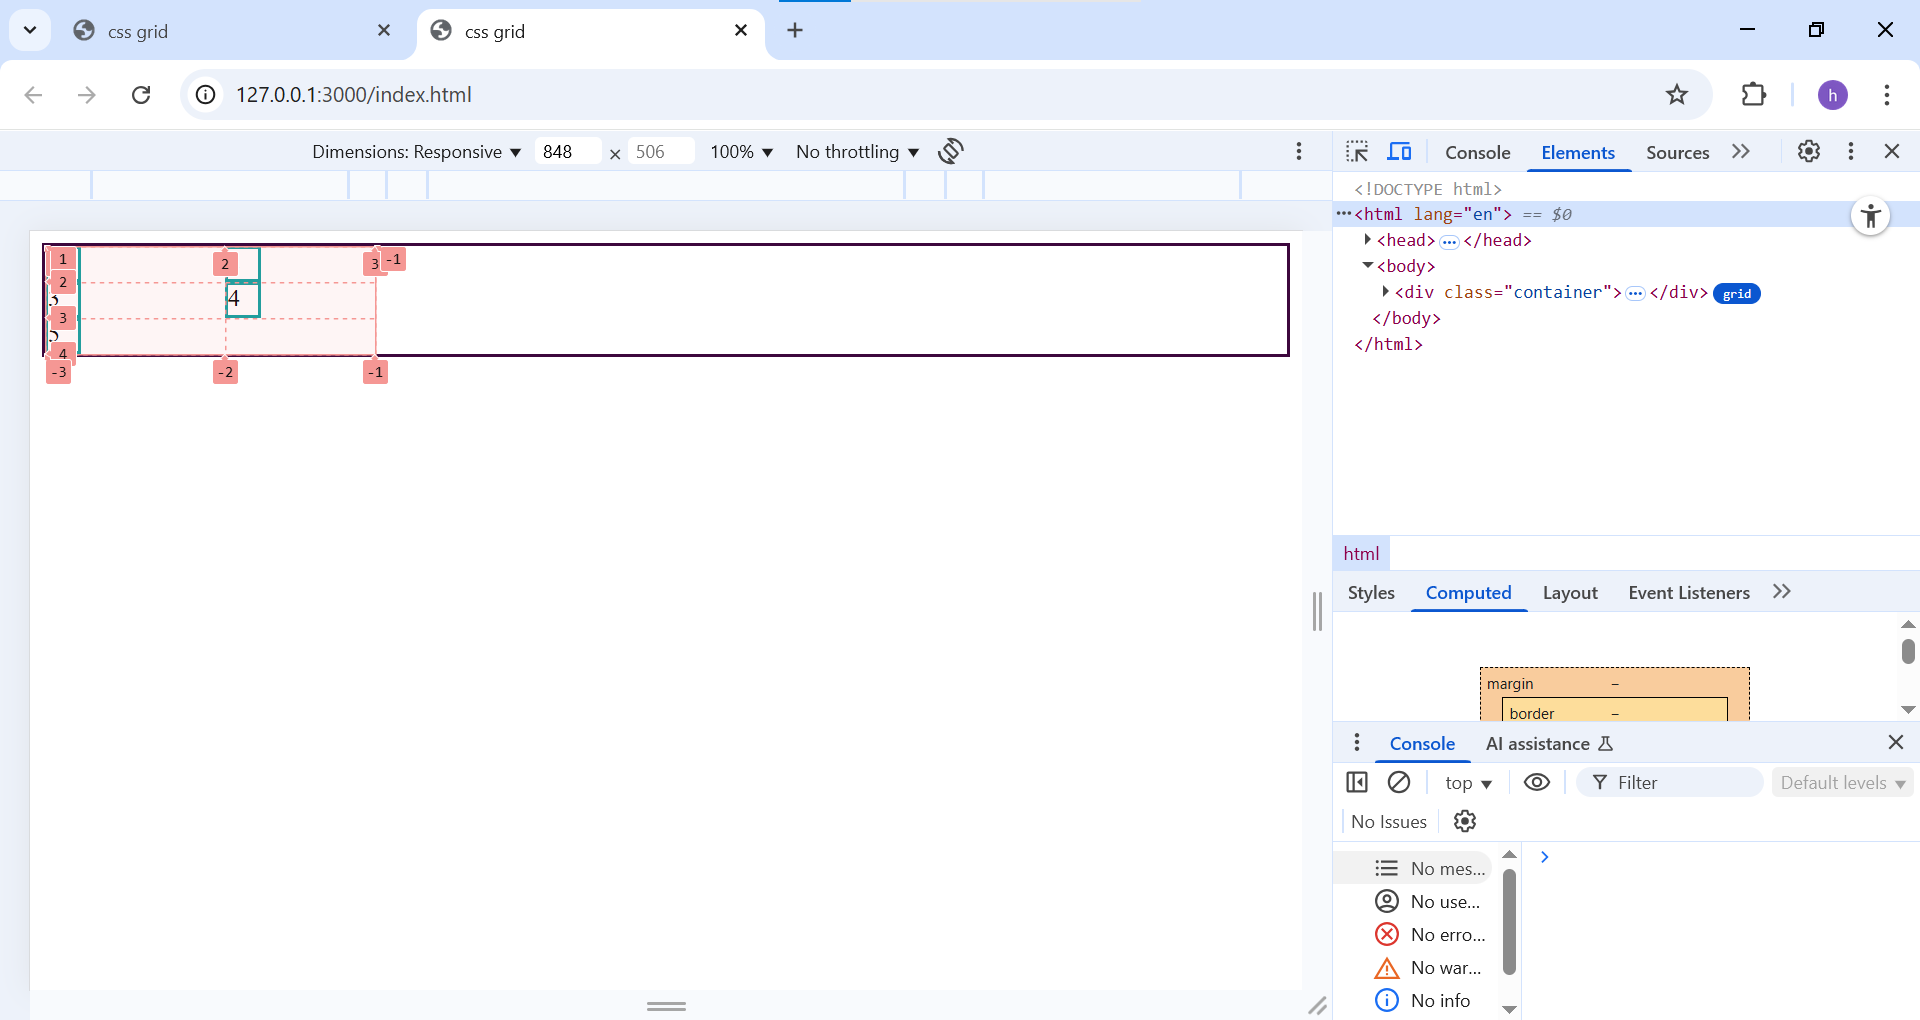 css grid
css grid
127.0.0.1:3000/index.html
h
Dimensions: Responsive ▼ 848 × 506 100% ▼ No throttling ▼
Console Elements Sources
<!DOCTYPE html>
<html lang="en"> == $0
<head> … </head>
<body>
<div class="container"> … </div> grid
</body>
</html>
1 2 3 -1
2
3 4
3
5
4
-3 -2 -1
html
Styles Computed Layout Event Listeners
margin –
border –
Console AI assistance
top ▼ Filter Default levels ▼
No Issues
No mes...
No use...
No erro...
No war...
No info